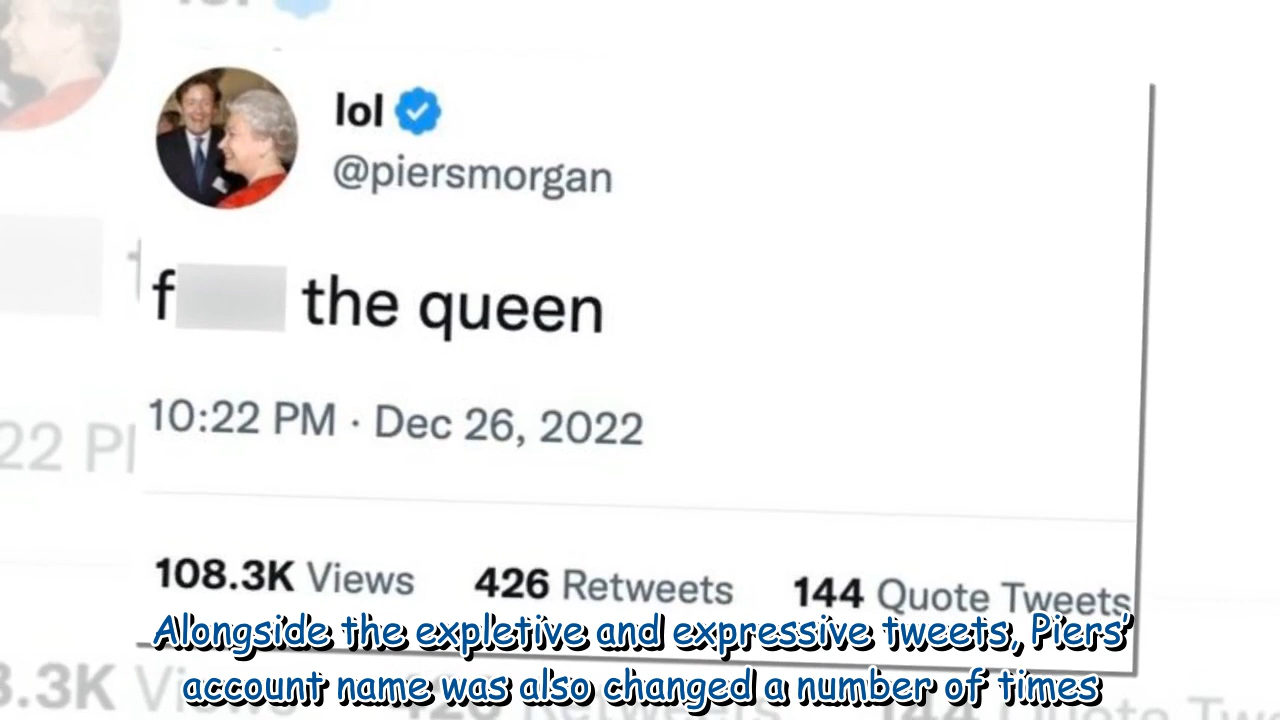 lol
@piersmorgan
f the queen
10:22 PM · Dec 26, 2022
108.3K Views 426 Retweets 144 Quote Tweets
Alongside the expletive and expressive tweets, Piers'
account name was also changed a number of times